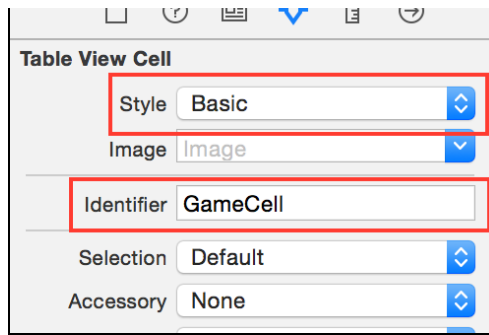 Table View Cell
Style Basic
Image Image
Identifier GameCell
Selection Default
Accessory None